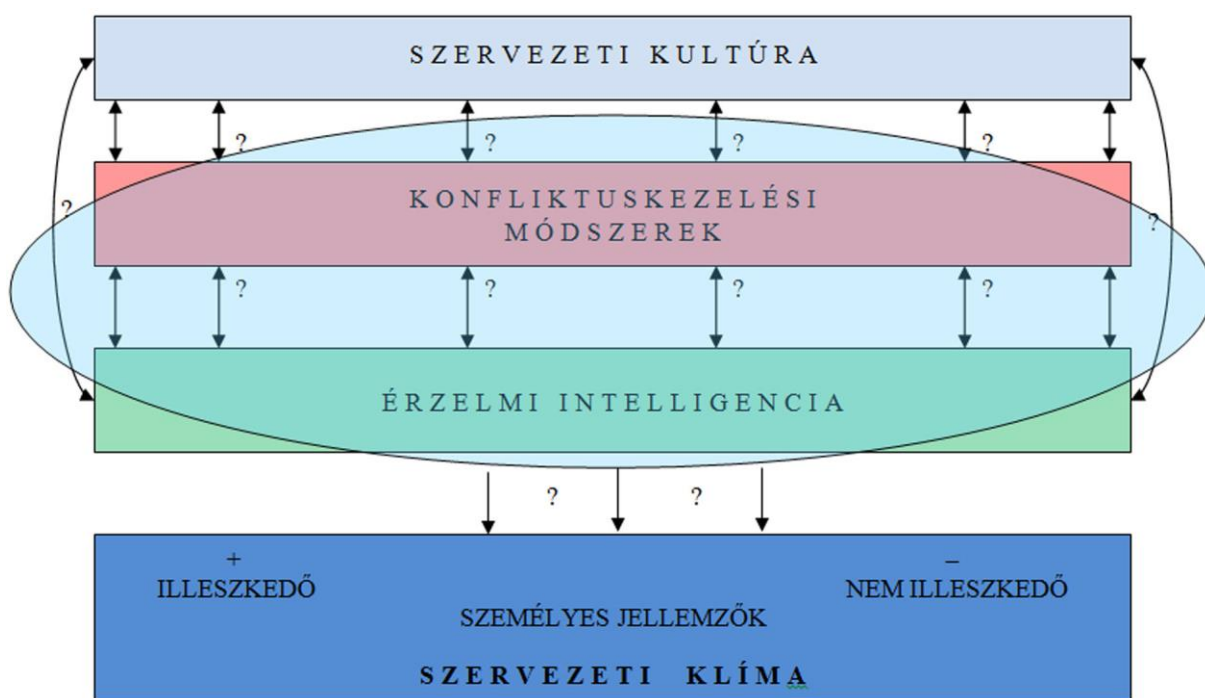 SZERVEZETI KULTÚRA
? ? ? ?
KONFLIKTUSKEZELÉSI
MÓDSZEREK
? ?
? ? ? ?
ÉRZELMI INTELLIGENCIA
? ?
+ –
ILLESZKEDŐ NEM ILLESZKEDŐ
SZEMÉLYES JELLEMZŐK
SZERVEZETI KLÍMA